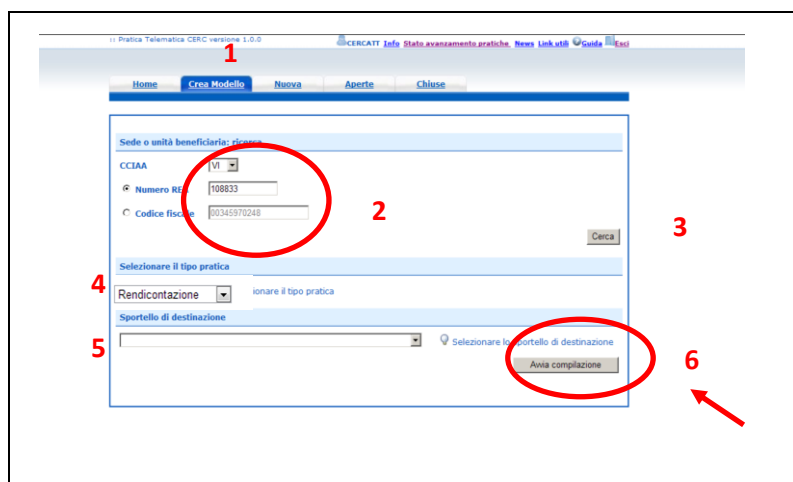 :: Pratica Telematica CERC versione 1.0.0
CERCATT Info Stato avanzamento pratiche News Link utili Guida Esci
1
Home Crea Modello Nuova Aperte Chiuse
Sede o unità beneficiaria: ricerca
CCIAA VI
Numero REA 108833
Codice fiscale 00345970248
2
Cerca
3
Selezionare il tipo pratica
4
Rendicontazione ionare il tipo pratica
Sportello di destinazione
5
Selezionare lo sportello di destinazione
Avvia compilazione
6